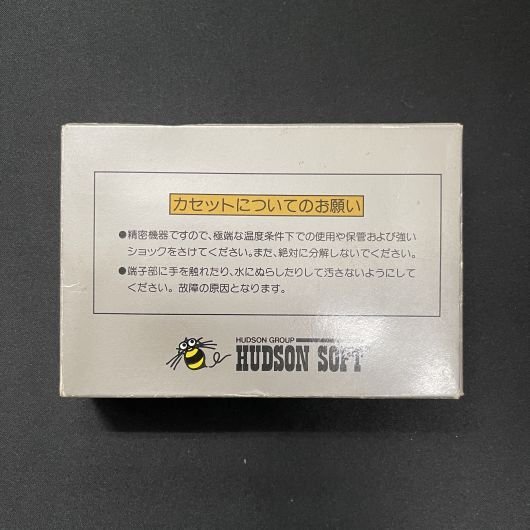 カセットについてのお願い
●精密機器ですので、極端な温度条件下での使用や保管および強い
ショックをさけてください。また、絶対に分解しないでください。
●端子部に手を触れたり、水にぬらしたりして汚さないようにして
ください。故障の原因となります。
HUDSON GROUP
HUDSON SOFT